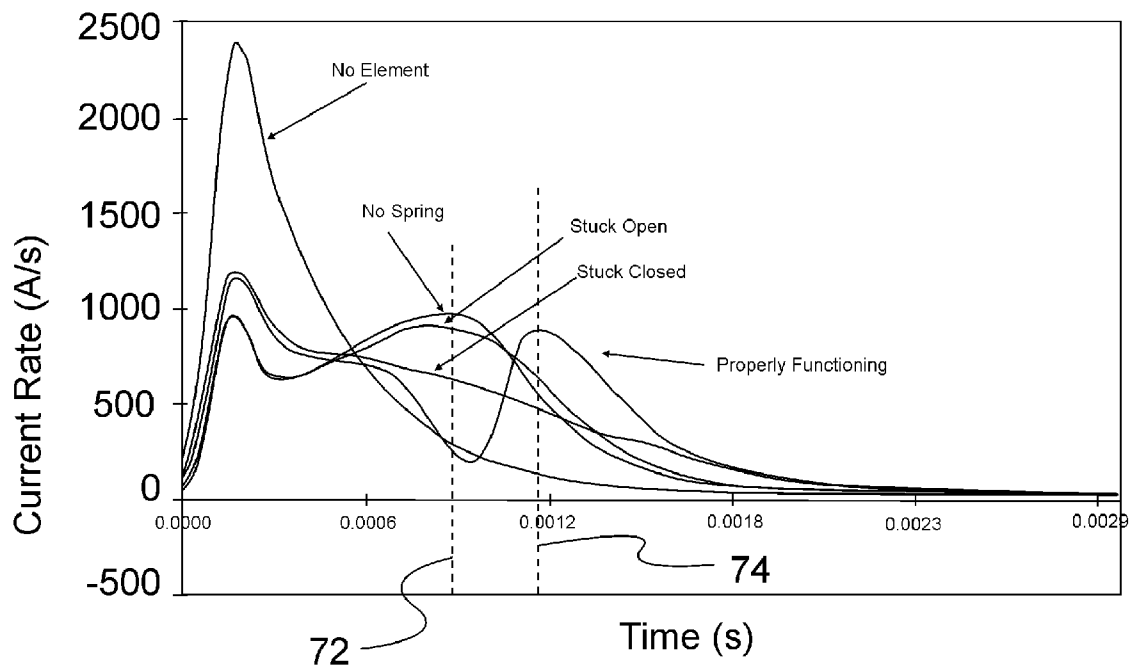 2500
2000
1500
1000
500
0
-500
Current Rate (A/s)
No Element
No Spring
Stuck Open
Stuck Closed
Properly Functioning
0.0000 0.0006 0.0012 0.0018 0.0023 0.0029
74
72
Time (s)